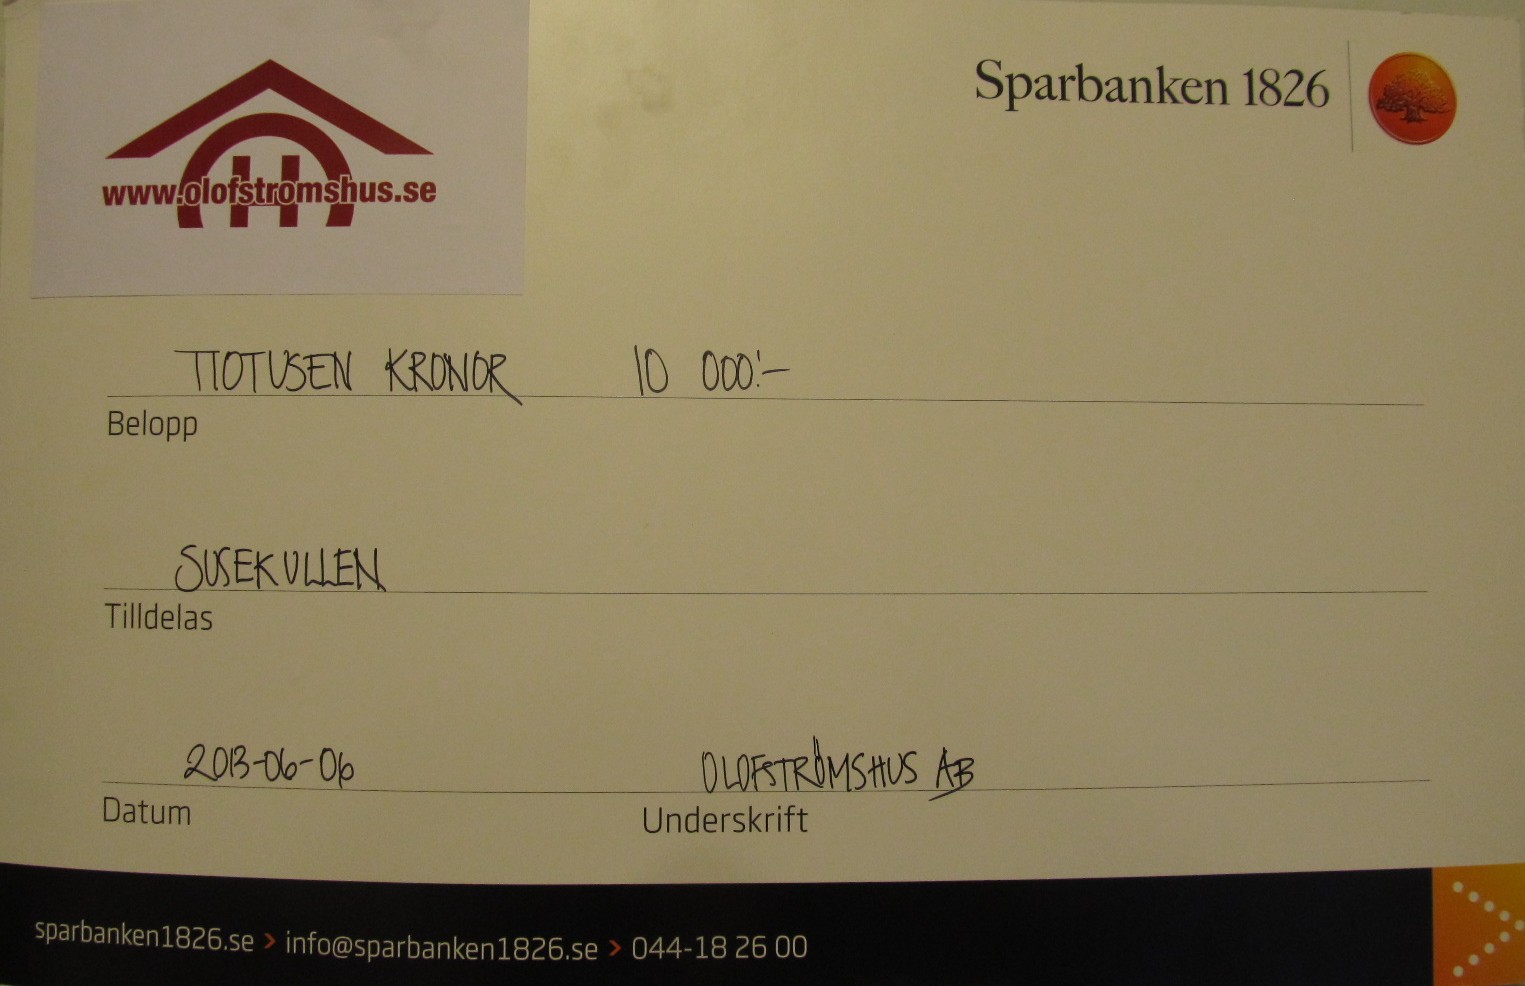 www.olofstromshus.se
Sparbanken 1826
TIOTUSEN KRONOR 10 000:-
Belopp
SUSEKULLEN
Tilldelas
2013-06-06 OLOFSTRÖMSHUS AB
Datum Underskrift
sparbanken1826.se > info@sparbanken1826.se > 044-18 26 00